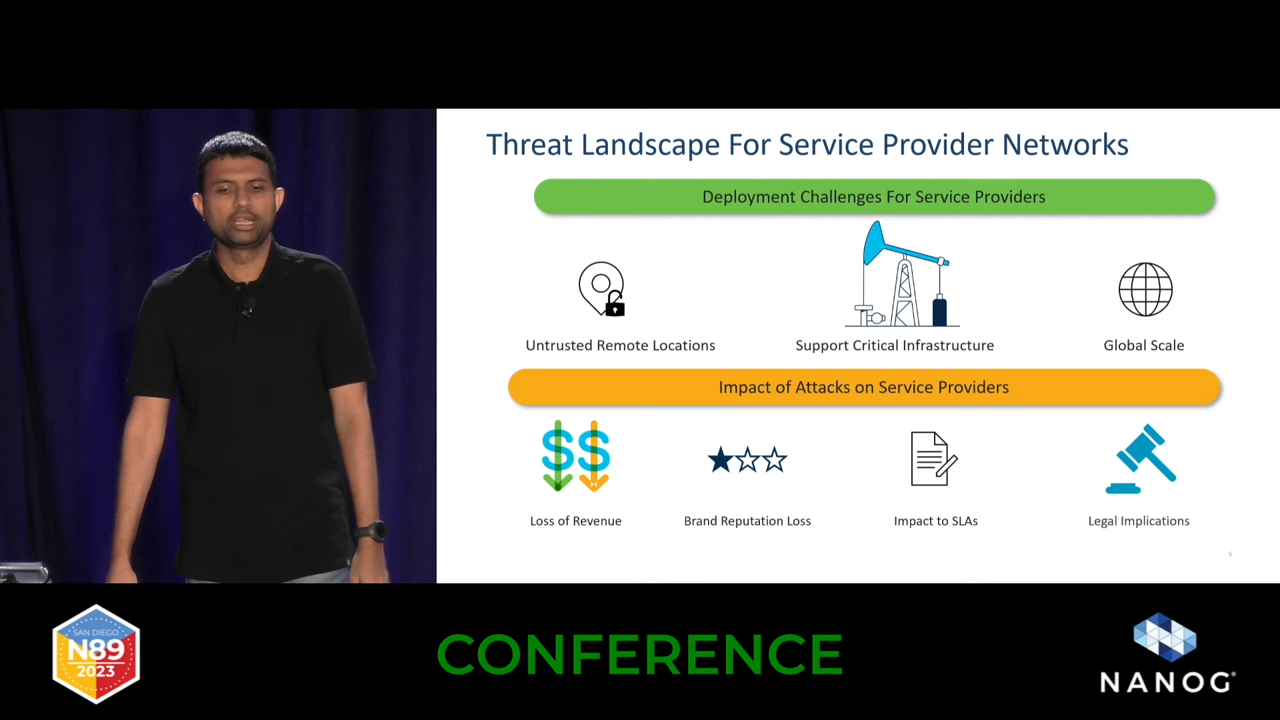 Threat Landscape For Service Provider Networks
Deployment Challenges For Service Providers
Untrusted Remote Locations
Support Critical Infrastructure
Global Scale
Impact of Attacks on Service Providers
$$
Loss of Revenue
Brand Reputation Loss
Impact to SLAs
Legal Implications
5
SAN DIEGO
N89
2023
CONFERENCE
NANOG®